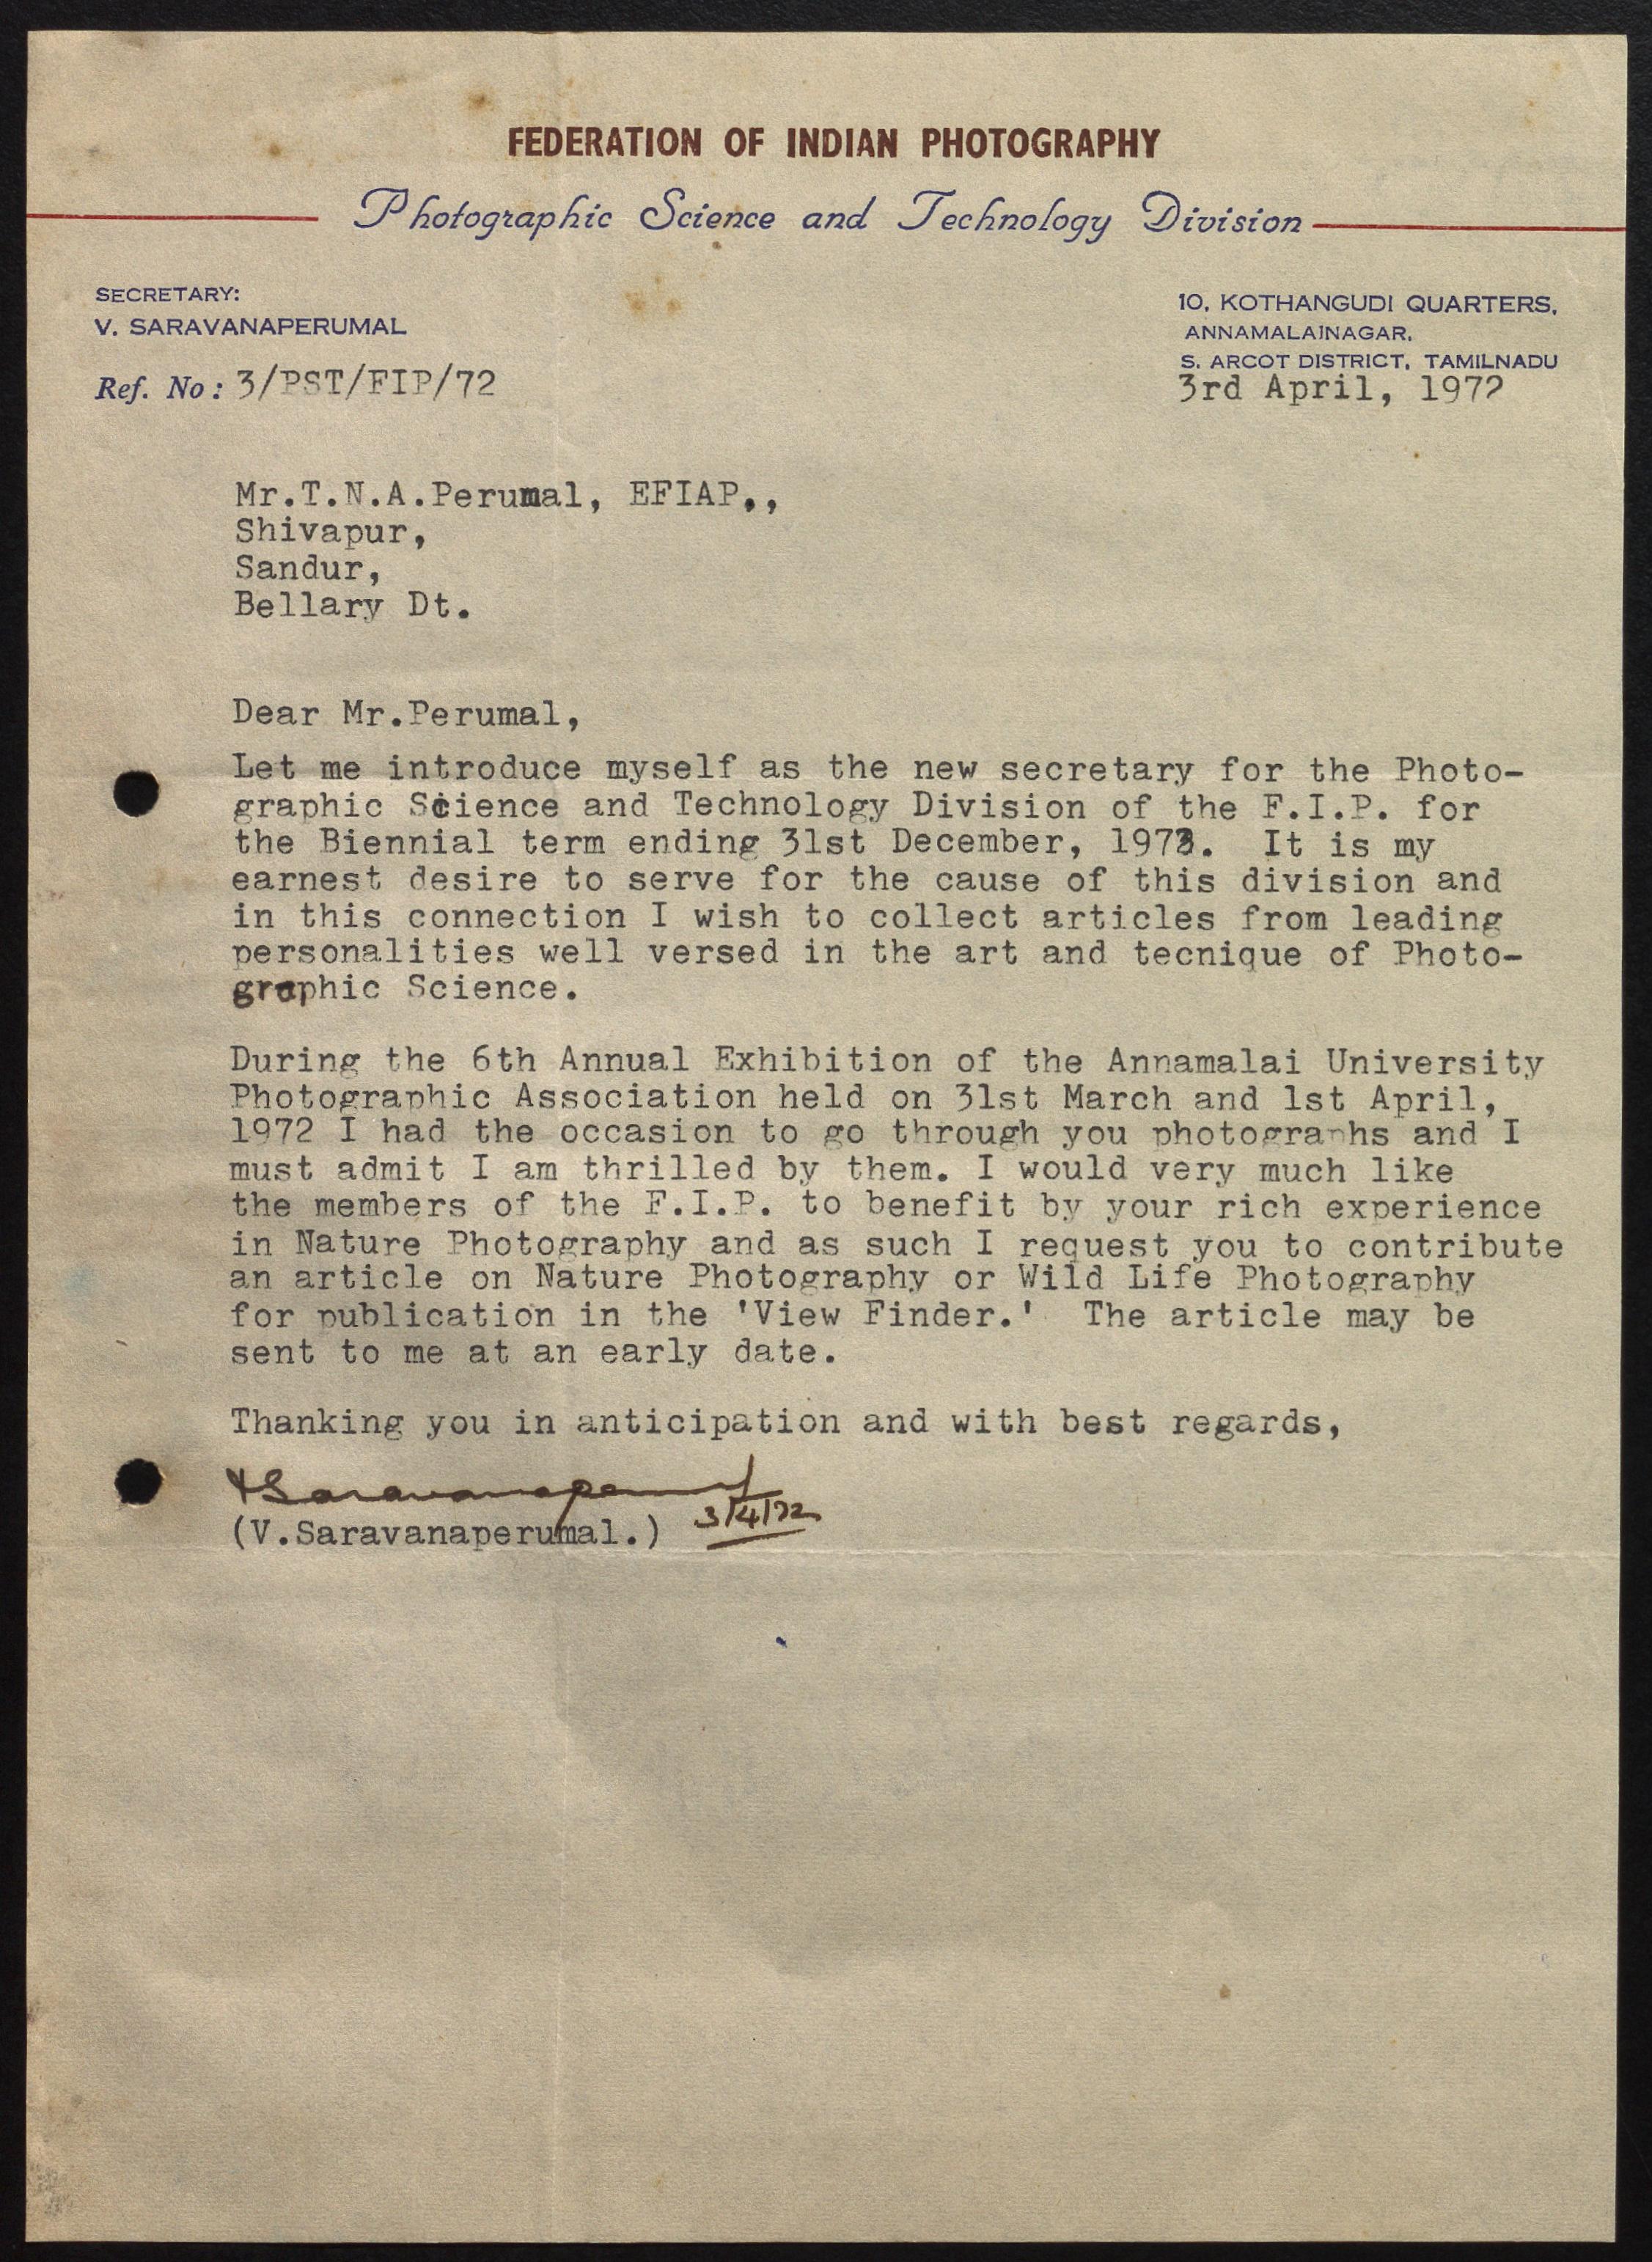 FEDERATION OF INDIAN PHOTOGRAPHY
Photographic Science and Technology Division
SECRETARY:
V. SARAVANAPERUMAL
Ref. No: 3/PST/FIP/72
10, KOTHANGUDI QUARTERS,
ANNAMALAINAGAR,
S. ARCOT DISTRICT, TAMILNADU
3rd April, 1972
Mr.T.N.A.Perumal, EFIAP.,
Shivapur,
Sandur,
Bellary Dt.
Dear Mr.Perumal,
Let me introduce myself as the new secretary for the Photo-
graphic Science and Technology Division of the F.I.P. for
the Biennial term ending 31st December, 1973. It is my
earnest desire to serve for the cause of this division and
in this connection I wish to collect articles from leading
personalities well versed in the art and tecnique of Photo-
graphic Science.
During the 6th Annual Exhibition of the Annamalai University
Photographic Association held on 31st March and 1st April,
1972 I had the occasion to go through you photographs and I
must admit I am thrilled by them. I would very much like
the members of the F.I.P. to benefit by your rich experience
in Nature Photography and as such I request you to contribute
an article on Nature Photography or Wild Life Photography
for publication in the 'View Finder.' The article may be
sent to me at an early date.
Thanking you in anticipation and with best regards,
VSaravanaperumal
3/4/72
(V.Saravanaperumal.)